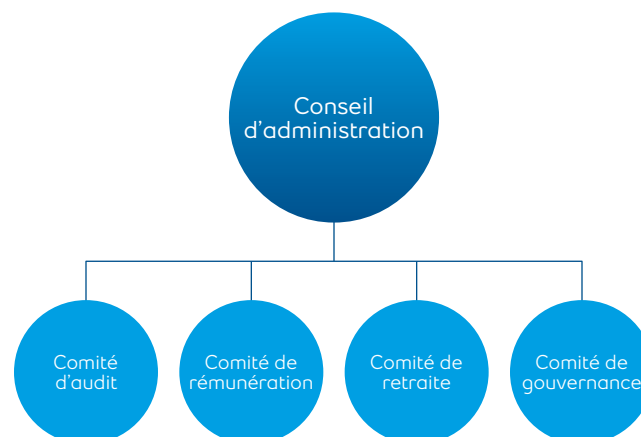 Conseil
d'administration
Comité
d'audit
Comité de
rémunération
Comité de
retraite
Comité de
gouvernance